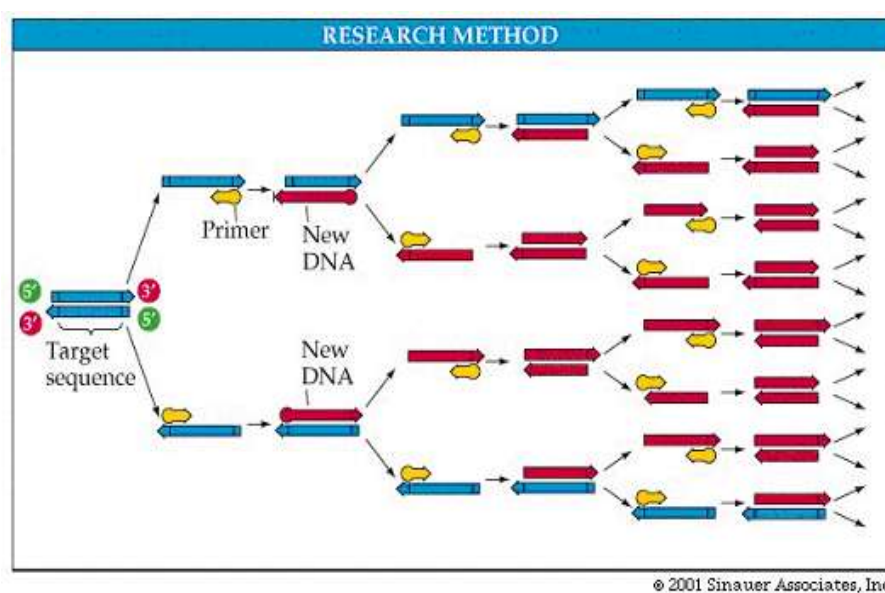 RESEARCH METHOD
Primer
New
DNA
5′ 3′
3′ 5′
Target
sequence
New
DNA
© 2001 Sinauer Associates, Inc